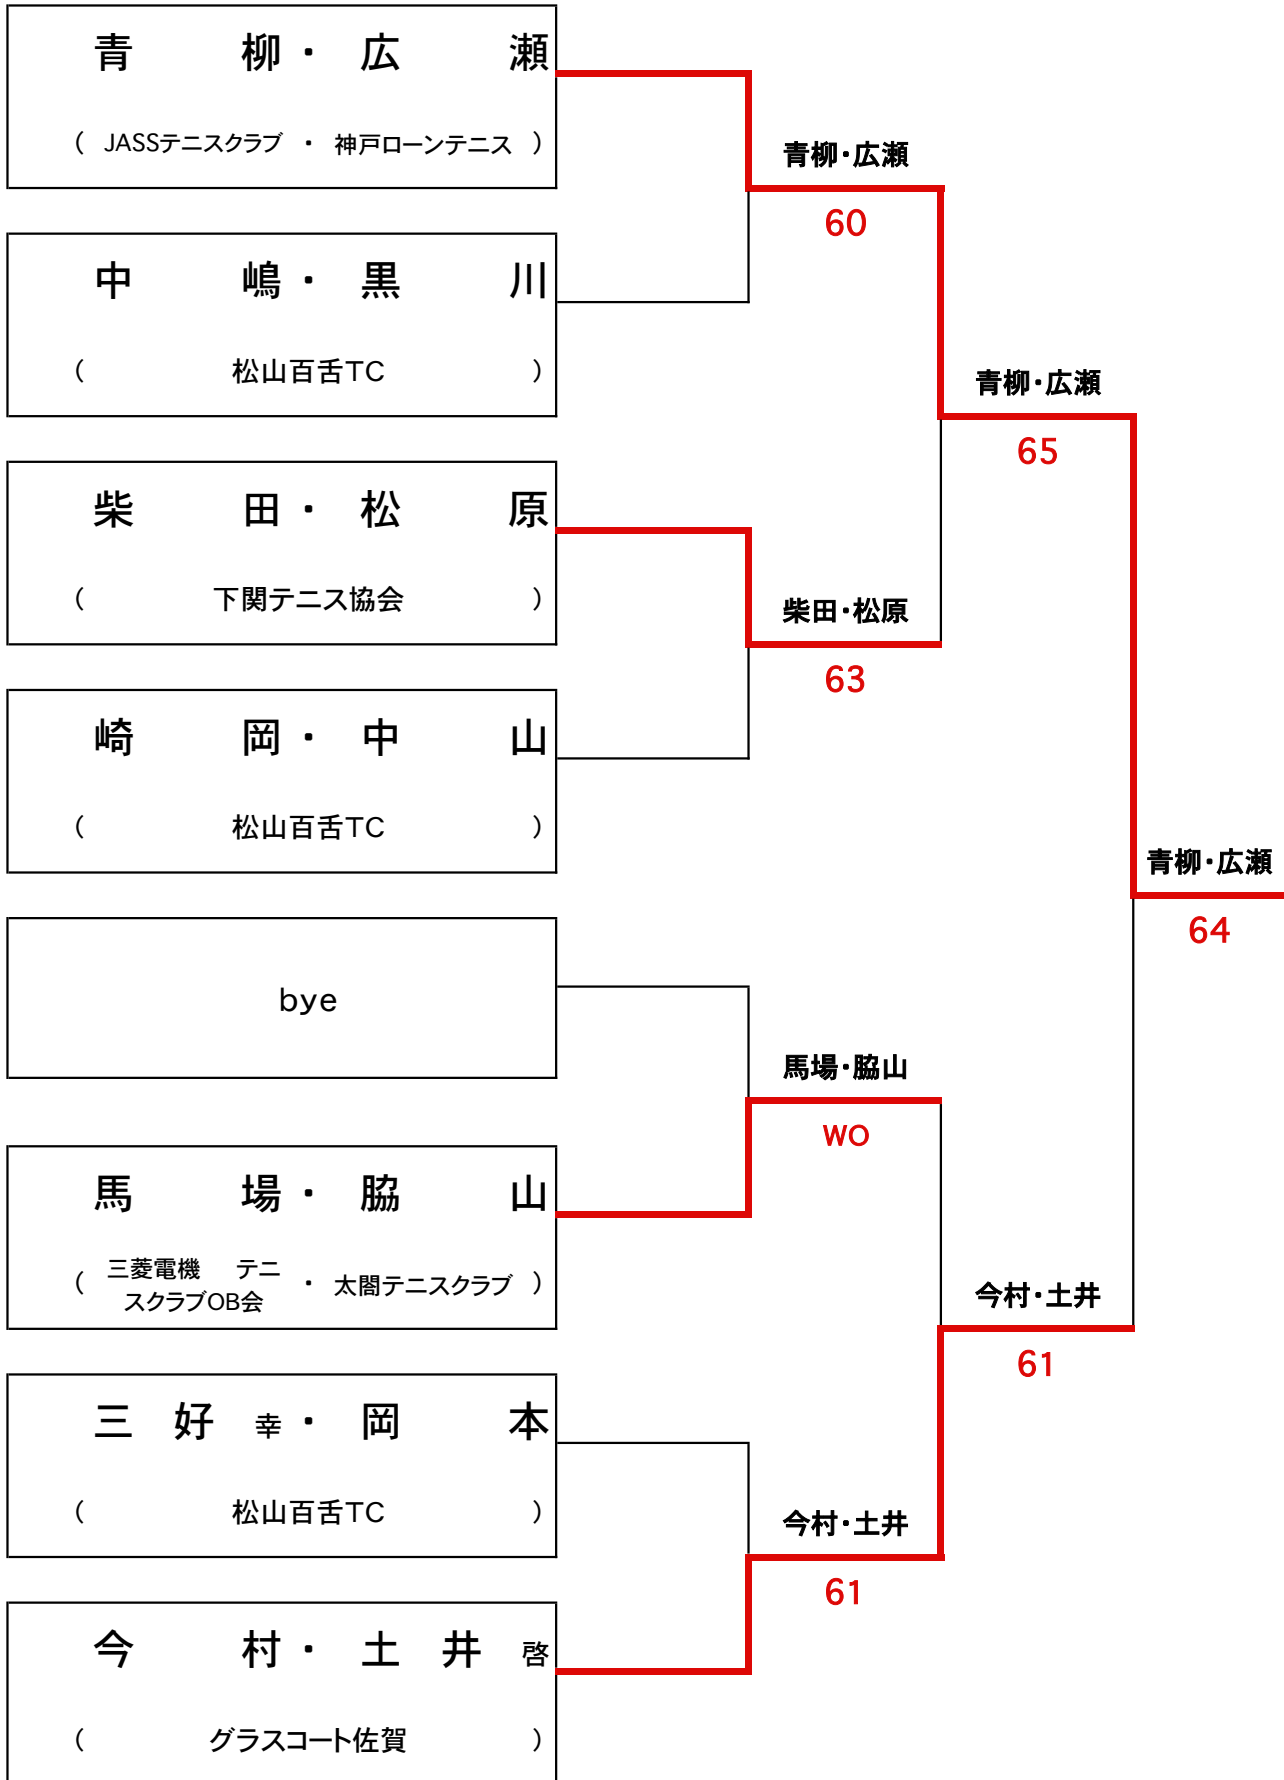 青柳・広瀬
（ JASSテニスクラブ ・ 神戸ローンテニス ）
青柳・広瀬
60
中嶋・黒川
（ 松山百舌TC ）
青柳・広瀬
65
柴田・松原
（ 下関テニス協会 ）
柴田・松原
63
崎岡・中山
（ 松山百舌TC ）
青柳・広瀬
64
bye
馬場・脇山
WO
馬場・脇山
（ 三菱電機 テニ
スクラブOB会 ・ 太閤テニスクラブ ）
今村・土井
61
三好幸・岡本
（ 松山百舌TC ）
今村・土井
61
今村・土井啓
（ グラスコート佐賀 ）